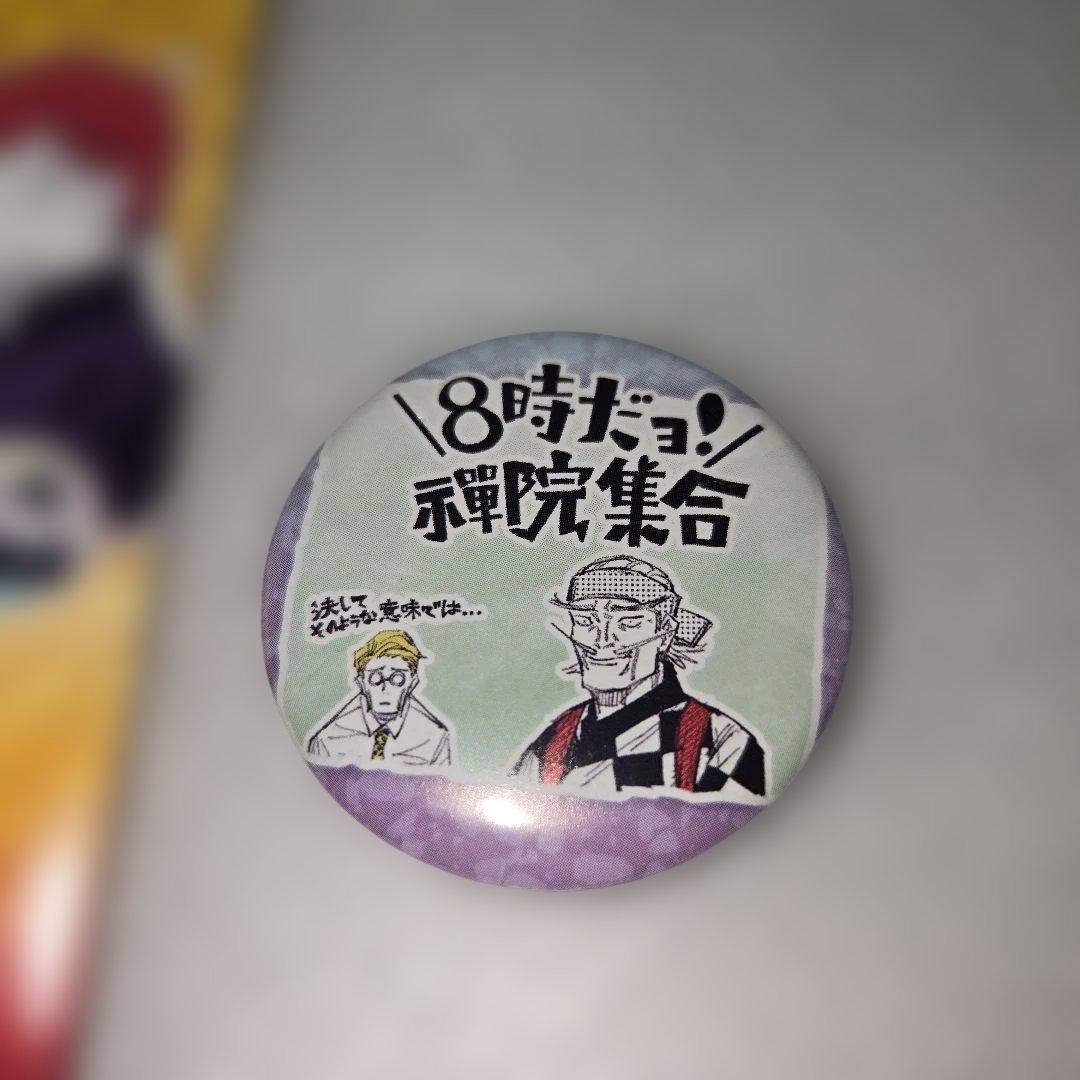 \8時だョ!/
禪院集合
決して
そのような意味では…